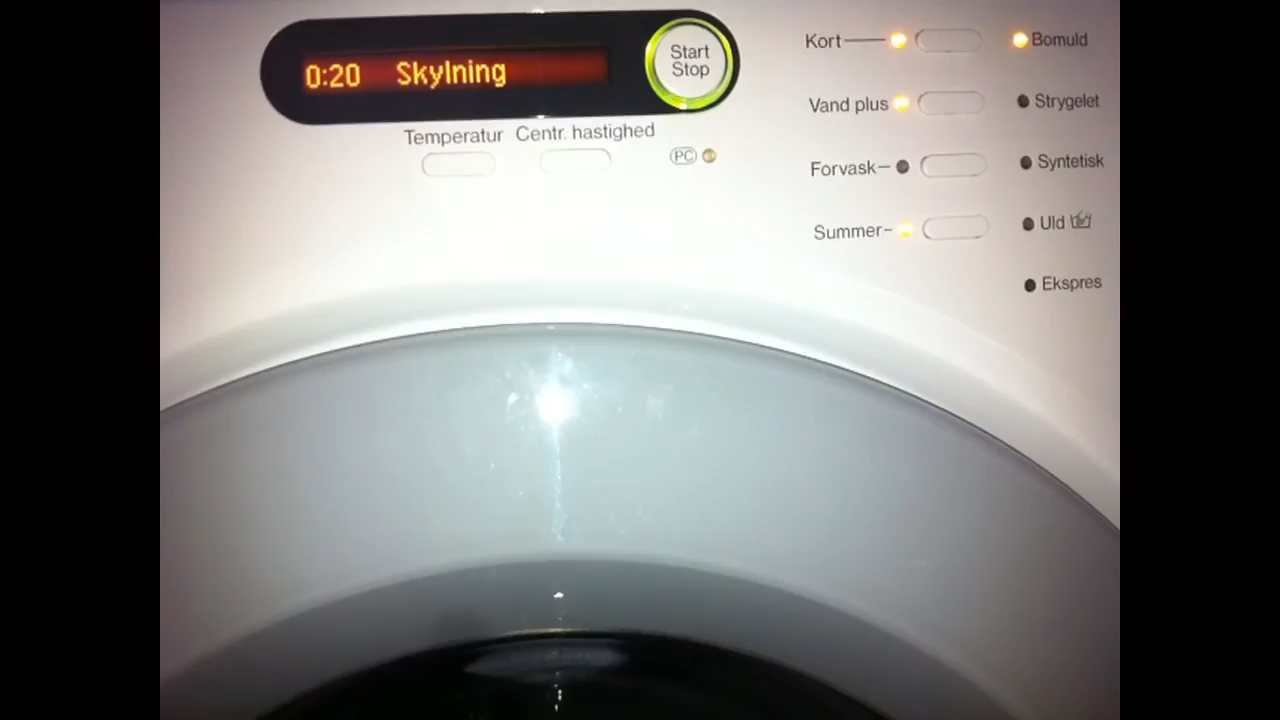 0:20 Skylning
Start
Stop
Temperatur Centr. hastighed
PC
Kort
Vand plus
Forvask
Summer
Bomuld
Strygelet
Syntetisk
Uld
Ekspres